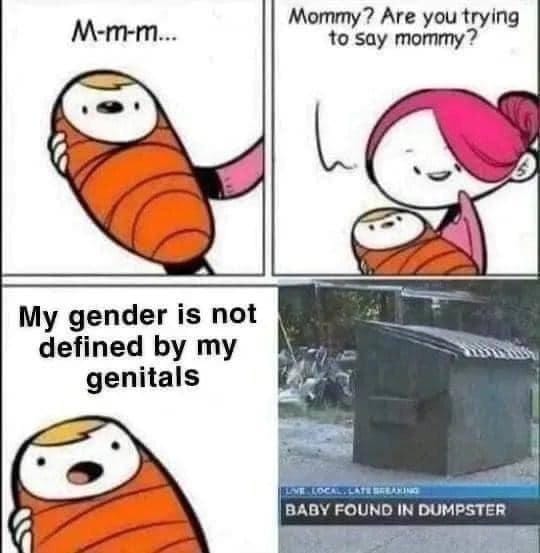 M-m-m...
Mommy? Are you trying
to say mommy?
My gender is not
defined by my
genitals
LIVE. LOCAL. LATE BREAKING
BABY FOUND IN DUMPSTER